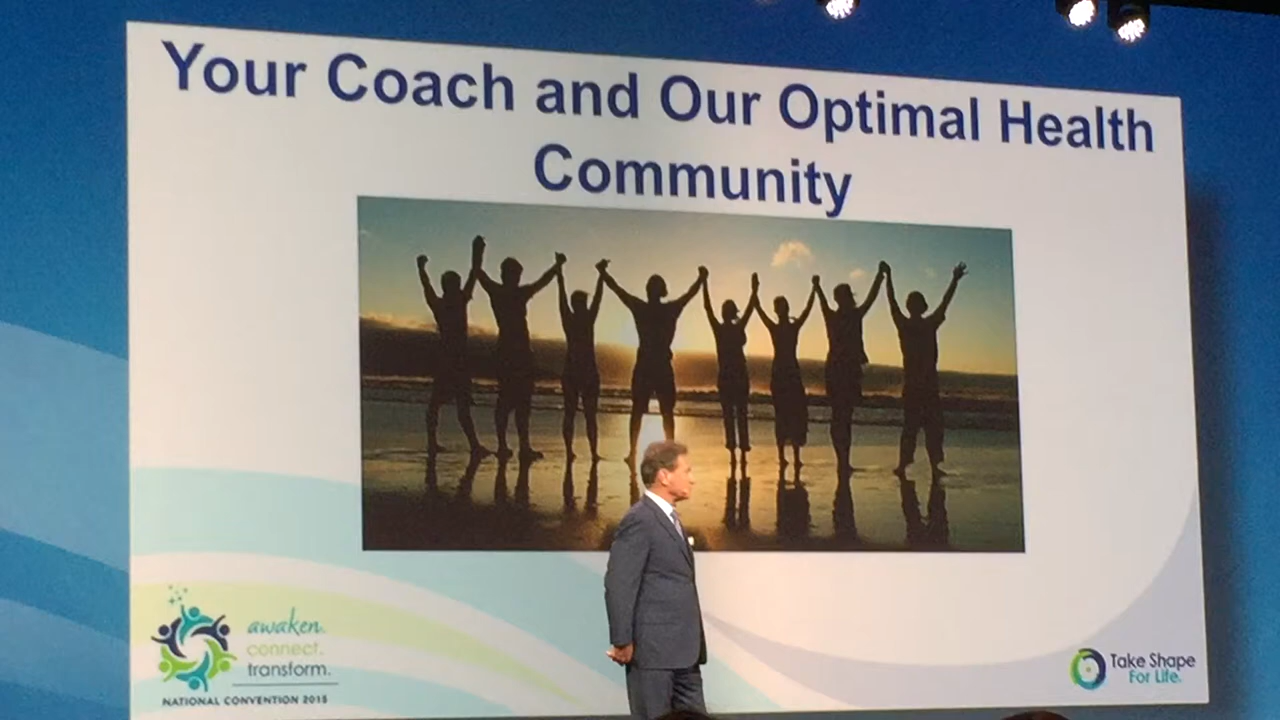 Your Coach and Our Optimal Health
Community
awaken.
connect.
transform.
NATIONAL CONVENTION 2015
Take Shape
For Life.